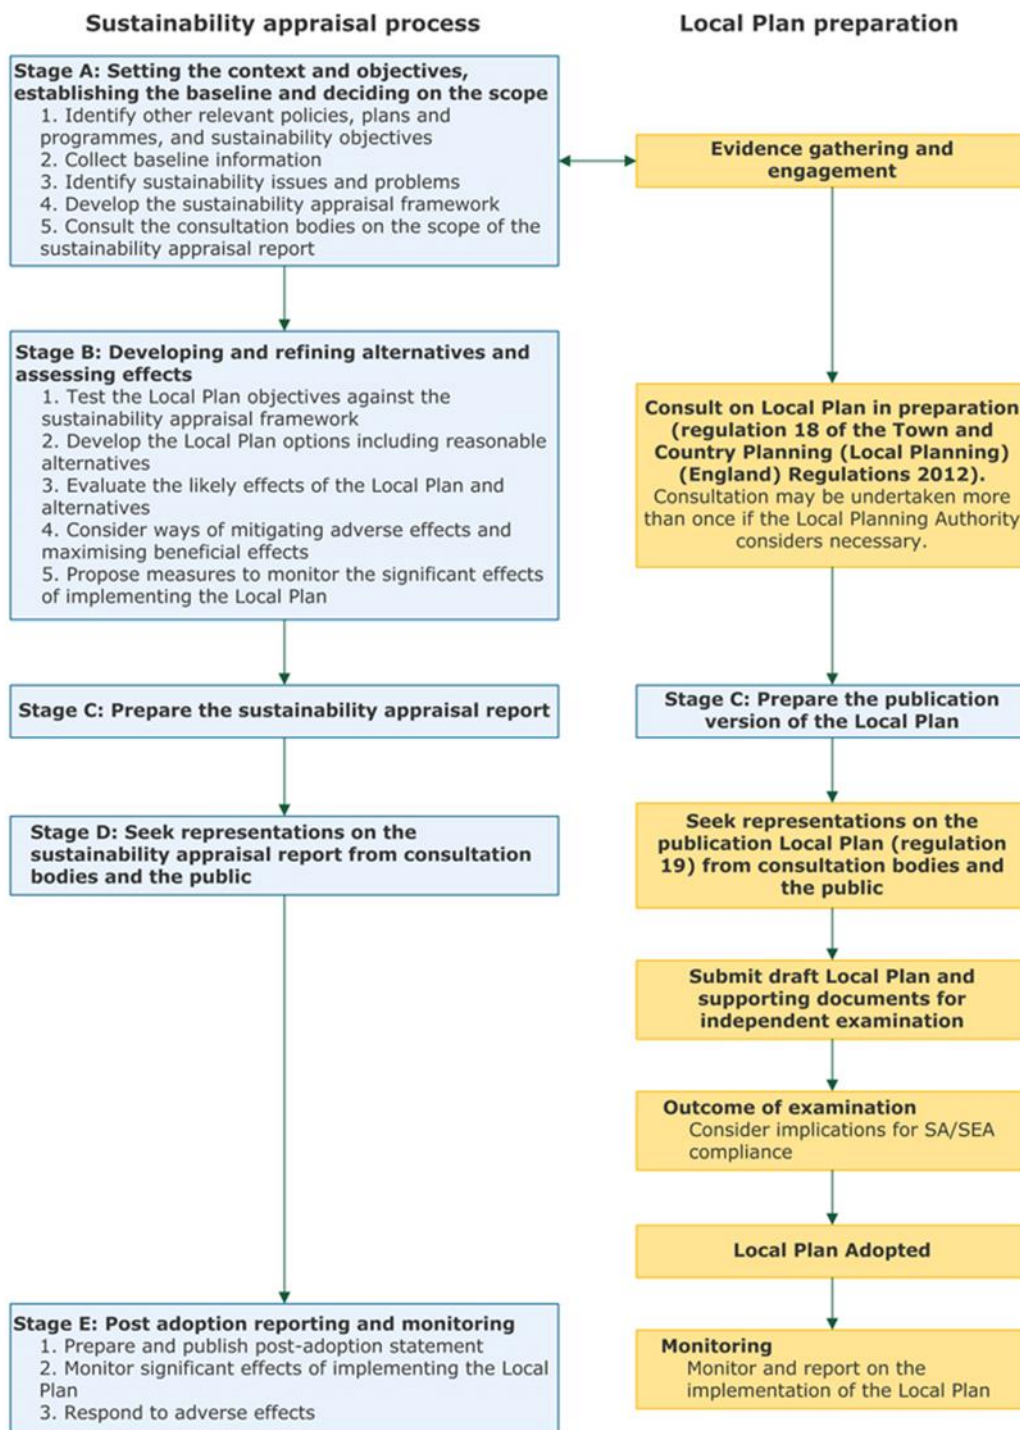 Sustainability appraisal process
Local Plan preparation
Stage A: Setting the context and objectives,
establishing the baseline and deciding on the scope
1. Identify other relevant policies, plans and
programmes, and sustainability objectives
2. Collect baseline information
3. Identify sustainability issues and problems
4. Develop the sustainability appraisal framework
5. Consult the consultation bodies on the scope of the
sustainability appraisal report
Evidence gathering and
engagement
Stage B: Developing and refining alternatives and
assessing effects
1. Test the Local Plan objectives against the
sustainability appraisal framework
2. Develop the Local Plan options including reasonable
alternatives
3. Evaluate the likely effects of the Local Plan and
alternatives
4. Consider ways of mitigating adverse effects and
maximising beneficial effects
5. Propose measures to monitor the significant effects
of implementing the Local Plan
Consult on Local Plan in preparation
(regulation 18 of the Town and
Country Planning (Local Planning)
(England) Regulations 2012).
Consultation may be undertaken more
than once if the Local Planning Authority
considers necessary.
Stage C: Prepare the sustainability appraisal report
Stage C: Prepare the publication
version of the Local Plan
Stage D: Seek representations on the
sustainability appraisal report from consultation
bodies and the public
Seek representations on the
publication Local Plan (regulation
19) from consultation bodies and
the public
Submit draft Local Plan and
supporting documents for
independent examination
Outcome of examination
Consider implications for SA/SEA
compliance
Local Plan Adopted
Stage E: Post adoption reporting and monitoring
1. Prepare and publish post-adoption statement
2. Monitor significant effects of implementing the Local
Plan
3. Respond to adverse effects
Monitoring
Monitor and report on the
implementation of the Local Plan